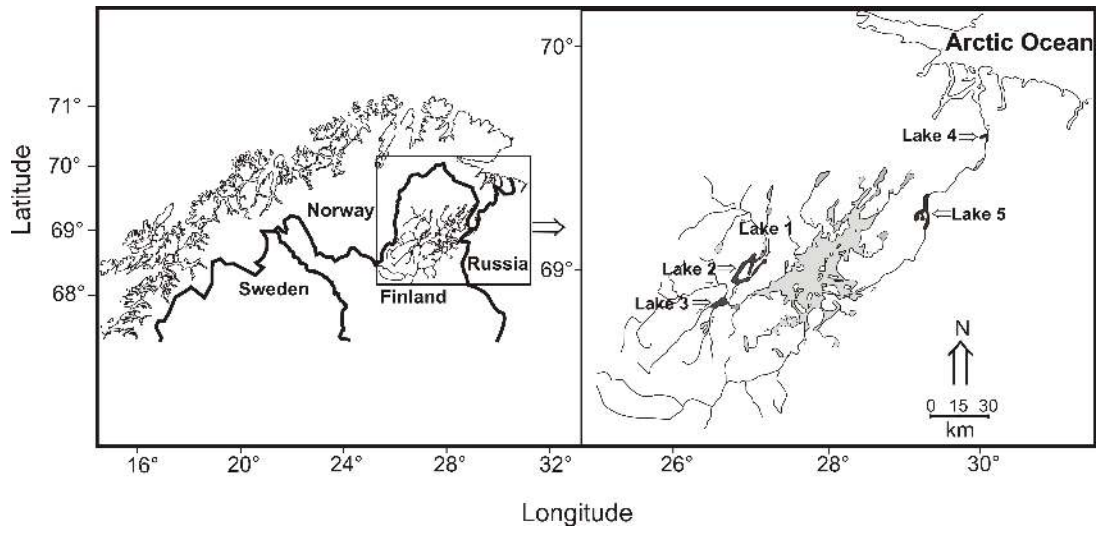 Latitude
71°
70°
69°
68°
Norway
Sweden
Finland
Russia
16°
20°
24°
28°
32°
70°
69°
Arctic Ocean
Lake 4
Lake 5
Lake 1
Lake 2
Lake 3
N
0 15 30
km
26°
28°
30°
Longitude